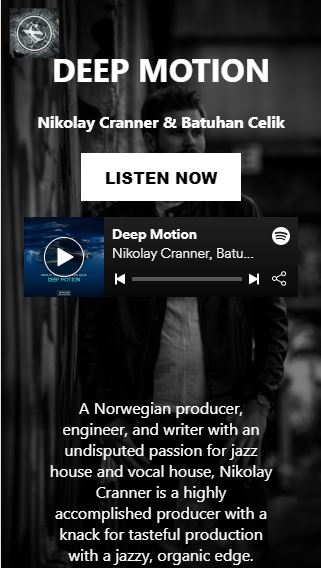 DEEP MOTION
Nikolay Cranner & Batuhan Celik
LISTEN NOW
Deep Motion
Nikolay Cranner, Batu...
DEEP MOTION
A Norwegian producer,
engineer, and writer with an
undisputed passion for jazz
house and vocal house, Nikolay
Cranner is a highly
accomplished producer with a
knack for tasteful production
with a jazzy, organic edge.